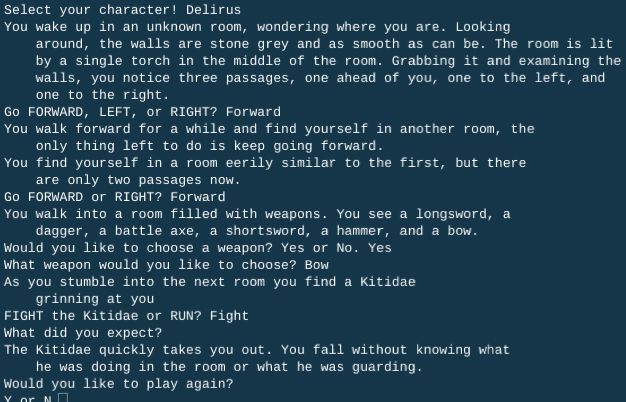 Select your character! Delirus
You wake up in an unknown room, wondering where you are. Looking
around, the walls are stone grey and as smooth as can be. The room is lit
by a single torch in the middle of the room. Grabbing it and examining the
walls, you notice three passages, one ahead of you, one to the left, and
one to the right.
Go FORWARD, LEFT, or RIGHT? Forward
You walk forward for a while and find yourself in another room, the
only thing left to do is keep going forward.
You find yourself in a room eerily similar to the first, but there
are only two passages now.
Go FORWARD or RIGHT? Forward
You walk into a room filled with weapons. You see a longsword, a
dagger, a battle axe, a shortsword, a hammer, and a bow.
Would you like to choose a weapon? Yes or No. Yes
What weapon would you like to choose? Bow
As you stumble into the next room you find a Kitidae
grinning at you
FIGHT the Kitidae or RUN? Fight
What did you expect?
The Kitidae quickly takes you out. You fall without knowing what
he was doing in the room or what he was guarding.
Would you like to play again?
Y or N